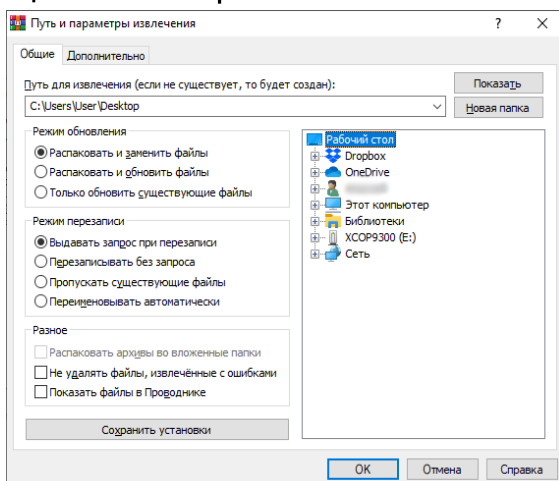 Путь и параметры извлечения
Общие Дополнительно
Путь для извлечения (если не существует, то будет создан):
Показать
C:\Users\User\Desktop
Новая папка
Режим обновления
Распаковать и заменить файлы
Распаковать и обновить файлы
Только обновить существующие файлы
Режим перезаписи
Выдавать запрос при перезаписи
Перезаписывать без запроса
Пропускать существующие файлы
Переименовывать автоматически
Разное
Распаковать архивы во вложенные папки
Не удалять файлы, извлечённые с ошибками
Показать файлы в Проводнике
Сохранить установки
Рабочий стол
Dropbox
OneDrive
Этот компьютер
Библиотеки
XCOP9300 (E:)
Сеть
OK Отмена Справка